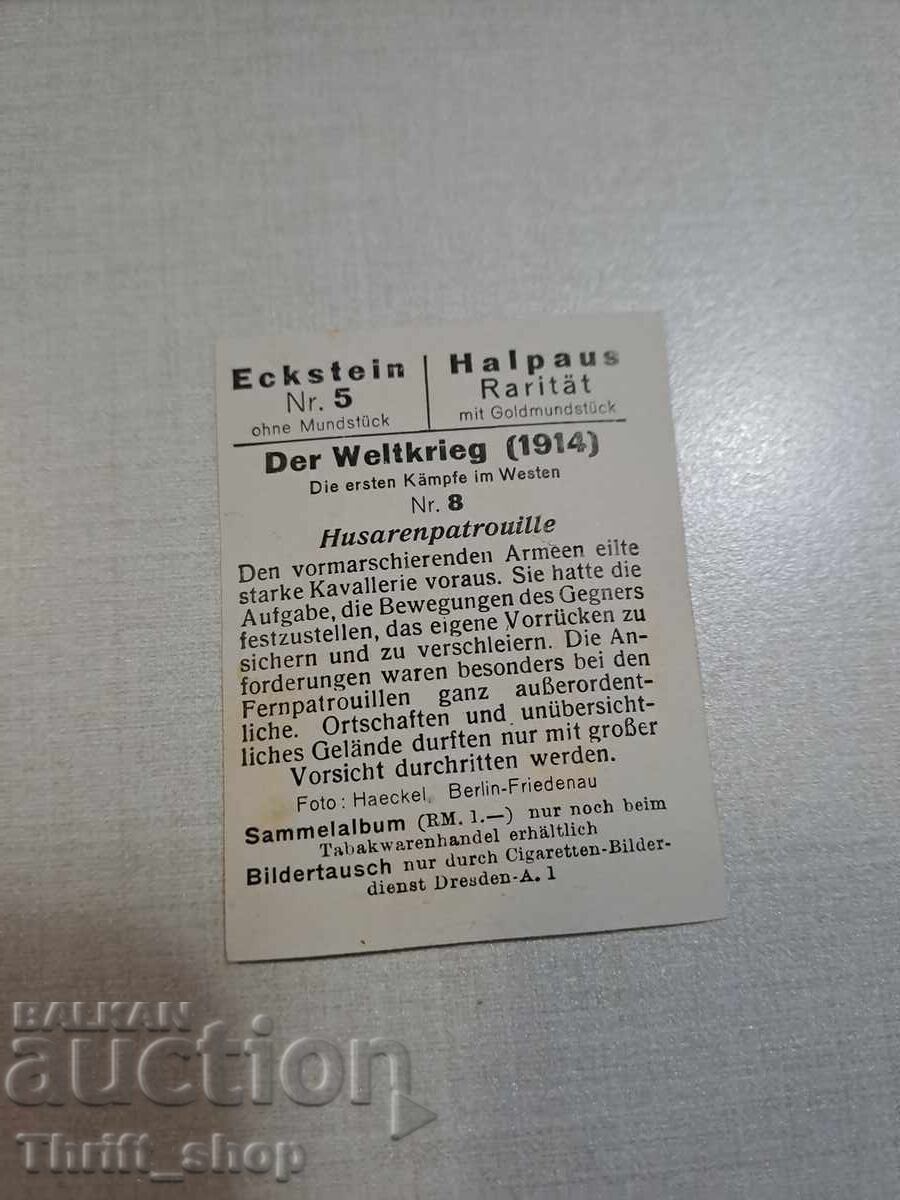 Eckstein
Nr. 5
ohne Mundstück
Halpaus
Rarität
mit Goldmundstück
Der Weltkrieg (1914)
Die ersten Kämpfe im Westen
Nr. 8
Husarenpatrouille
Den vormarschierenden Armeen eilte
starke Kavallerie voraus. Sie hatte die
Aufgabe, die Bewegungen des Gegners
festzustellen, das eigene Vorrücken zu
sichern und zu verschleiern. Die An-
forderungen waren besonders bei den
Fernpatrouillen ganz außerordent-
liche. Ortschaften und unübersicht-
liches Gelände durften nur mit großer
Vorsicht durchritten werden.
Foto: Haeckel, Berlin-Friedenau
Sammelalbum (RM. 1.—) nur noch beim
Tabakwarenhandel erhältlich
Bildertausch nur durch Cigaretten-Bilder-
dienst Dresden-A. 1
BALKAN
auction
Thrift_shop